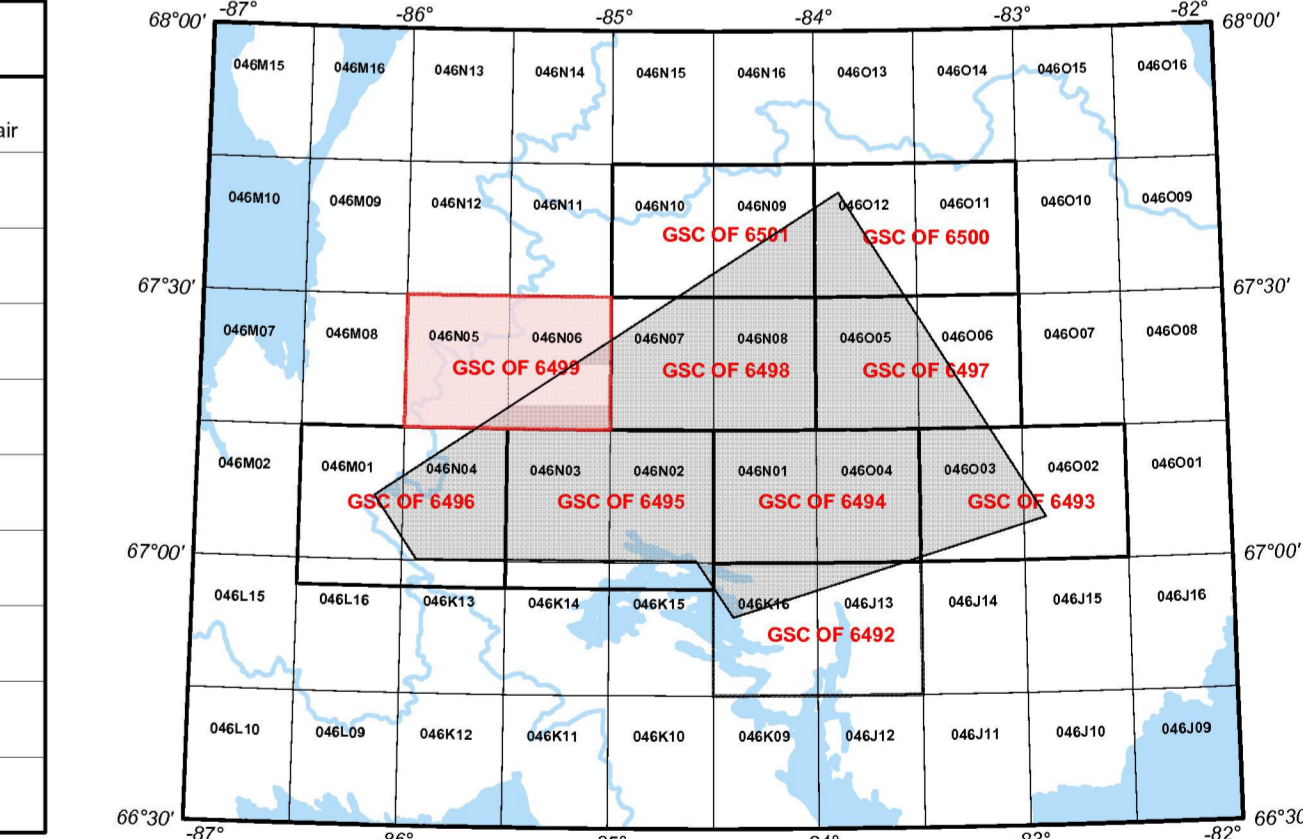 -87° -86° -85° -84° -83° -82°
68°00' 68°00'
046M15 046M16 046N13 046N14 046N15 046N16 046O13 046O14 046O15 046O16
air
046M10 046M09 046N12 046N11 046N10 046N09 046O12 046O11 046O10 046O09
GSC OF 6501 GSC OF 6500
67°30' 67°30'
046M07 046M08 046N05 046N06 046N07 046N08 046O05 046O06 046O07 046O08
GSC OF 6499 GSC OF 6498 GSC OF 6497
046M02 046M01 046N04 046N03 046N02 046N01 046O04 046O03 046O02 046O01
GSC OF 6496 GSC OF 6495 GSC OF 6494 GSC OF 6493
67°00' 67°00'
046L15 046L16 046K13 046K14 046K15 046K16 046J13 046J14 046J15 046J16
GSC OF 6492
046L10 046L09 046K12 046K11 046K10 046K09 046J12 046J11 046J10 046J09
66°30' 66°30
-87° -86° -85° -84° -83° -82°